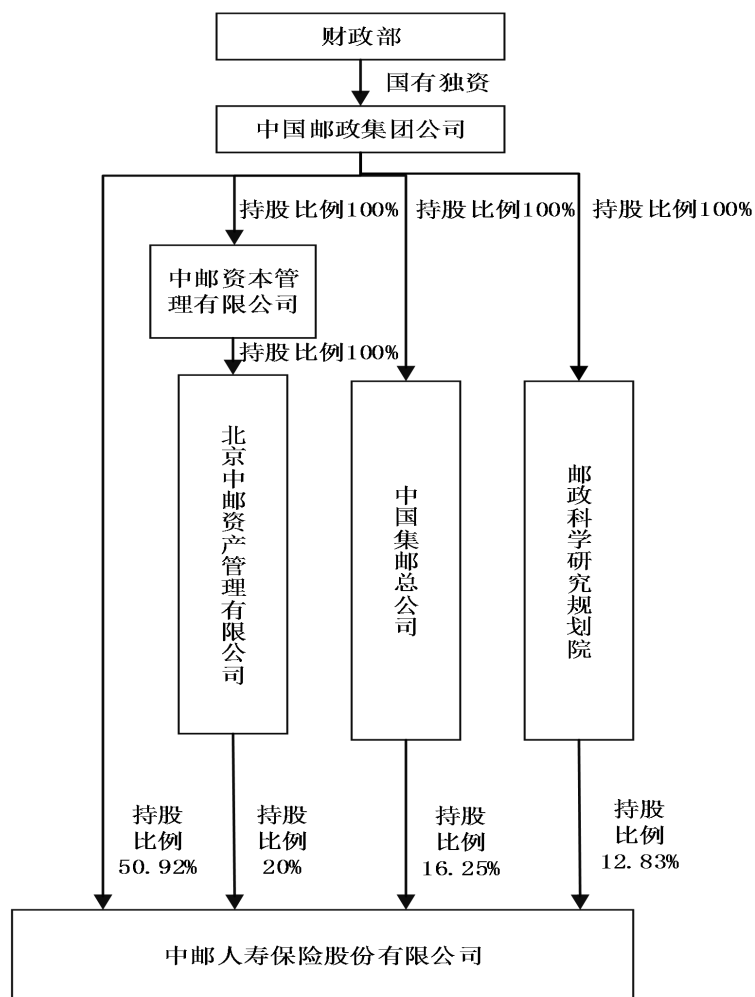 财政部
国有独资
中国邮政集团公司
持股比例100%
持股比例100%
持股比例100%
中邮资本管
理有限公司
持股比例100%
北京中邮资产管理有限公司
中国集邮总公司
邮政科学研究规划院
持股
比例
50.92%
持股
比例
20%
持股
比例
16.25%
持股
比例
12.83%
中邮人寿保险股份有限公司